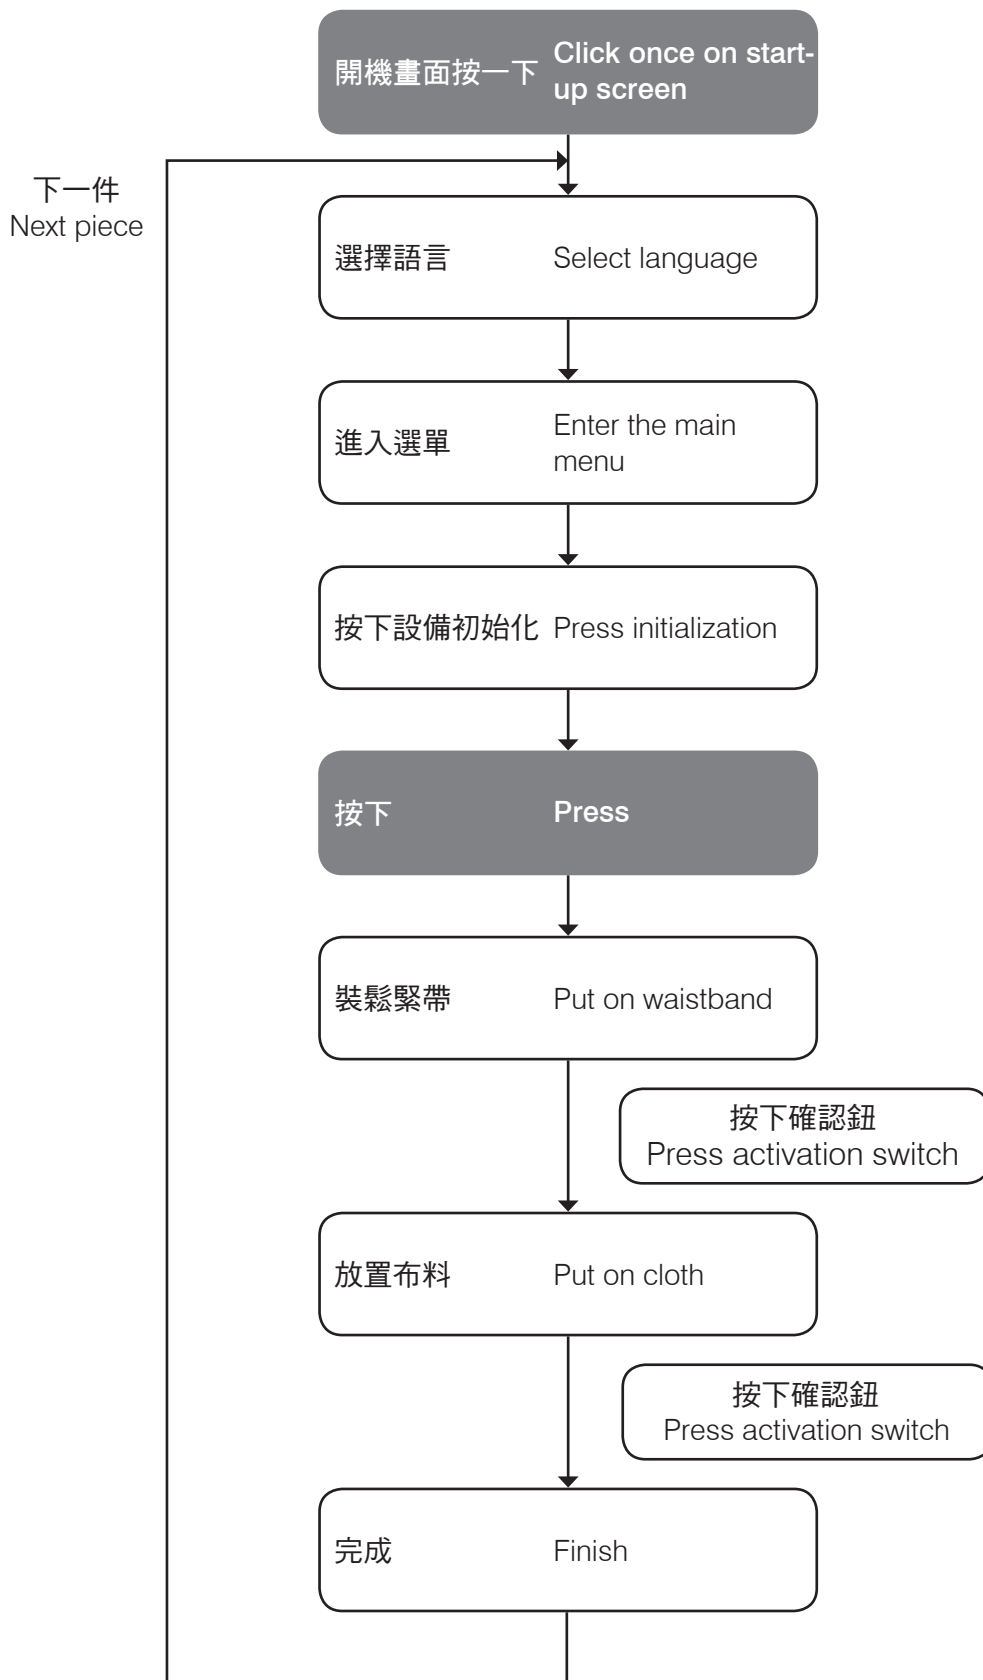 開機畫面按一下 Click once on start-
up screen
下一件
Next piece
選擇語言 Select language
進入選單 Enter the main
menu
按下設備初始化 Press initialization
按下 Press
裝鬆緊帶 Put on waistband
按下確認鈕
Press activation switch
放置布料 Put on cloth
按下確認鈕
Press activation switch
完成 Finish